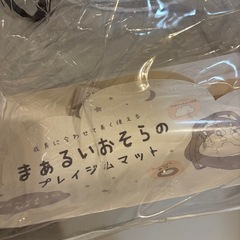 成長に合わせて長く使える
まぁるいおそらの
プレイジムマット